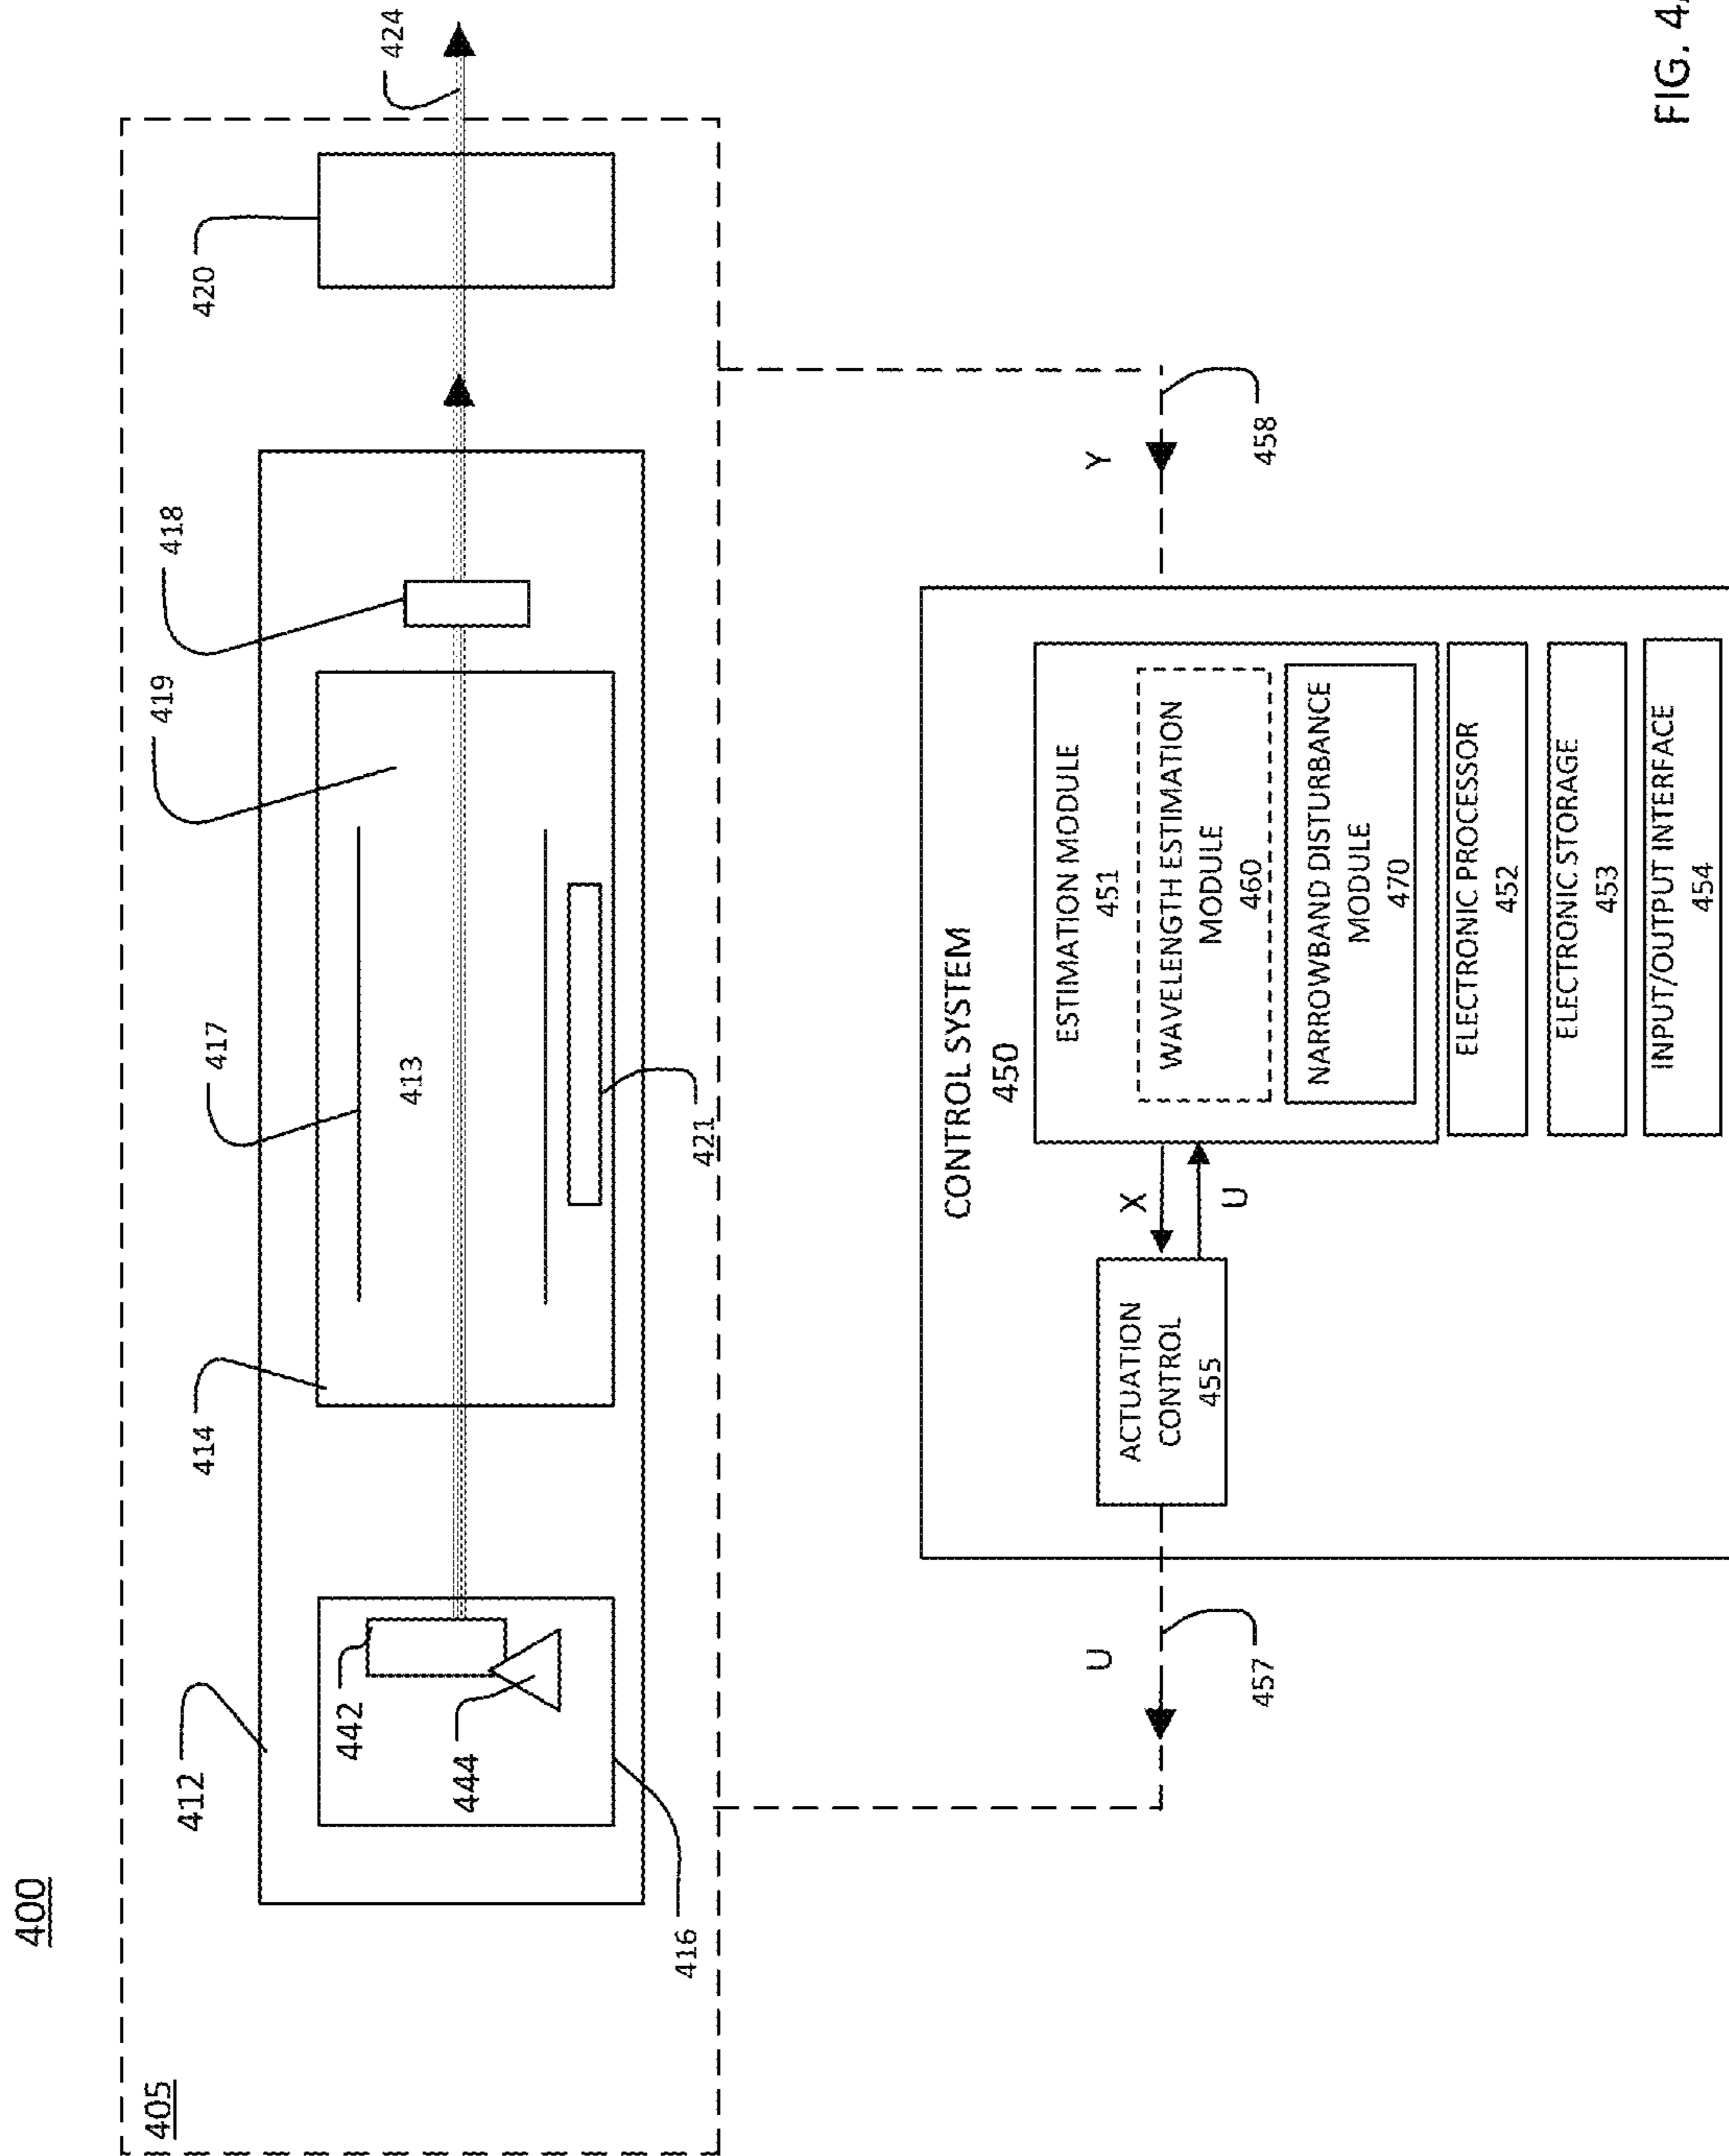 400
405
412
414
417
419
418
420
424
442
444
413
416
421
U
457
Y
458
CONTROL SYSTEM
450
ACTUATION
CONTROL
455
X
U
ESTIMATION MODULE
451
WAVELENGTH ESTIMATION
MODULE
460
NARROWBAND DISTURBANCE
MODULE
470
ELECTRONIC PROCESSOR
452
ELECTRONIC STORAGE
453
INPUT/OUTPUT INTERFACE
454
FIG. 4